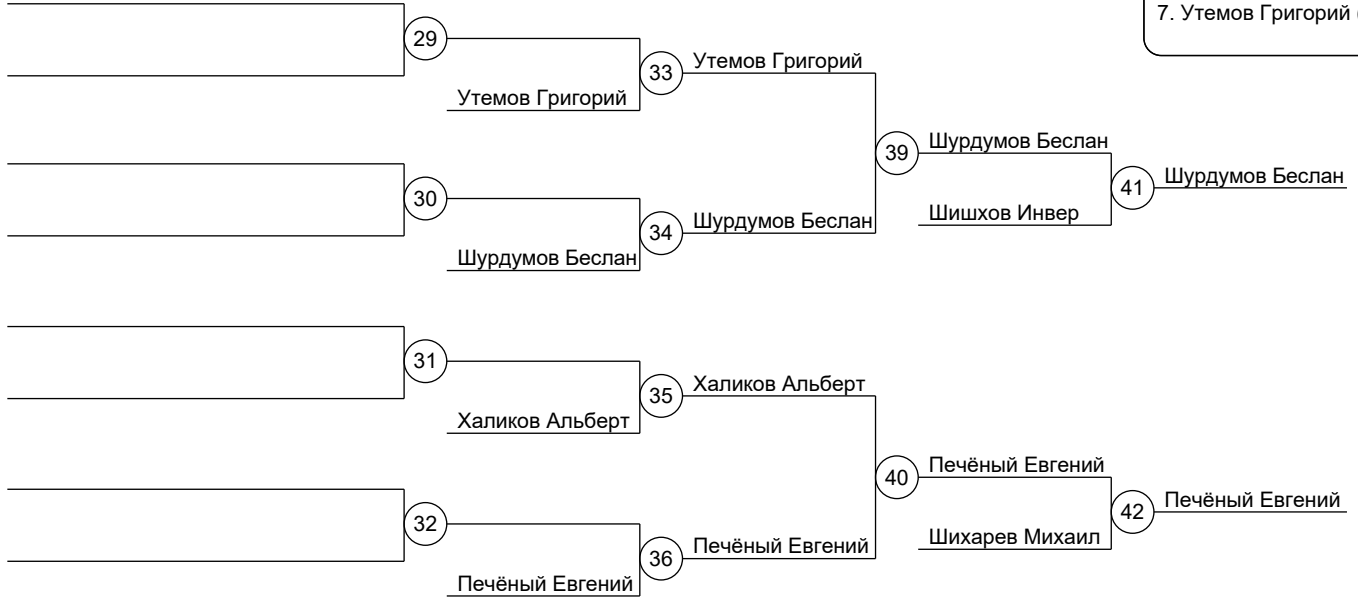 7. Утемов Григорий (
29
33
Утемов Григорий
Утемов Григорий
39
Шурдумов Беслан
30
41
Шурдумов Беслан
34
Шурдумов Беслан
Шишхов Инвер
Шурдумов Беслан
31
35
Халиков Альберт
Халиков Альберт
40
Печёный Евгений
32
42
Печёный Евгений
36
Печёный Евгений
Шихарев Михаил
Печёный Евгений